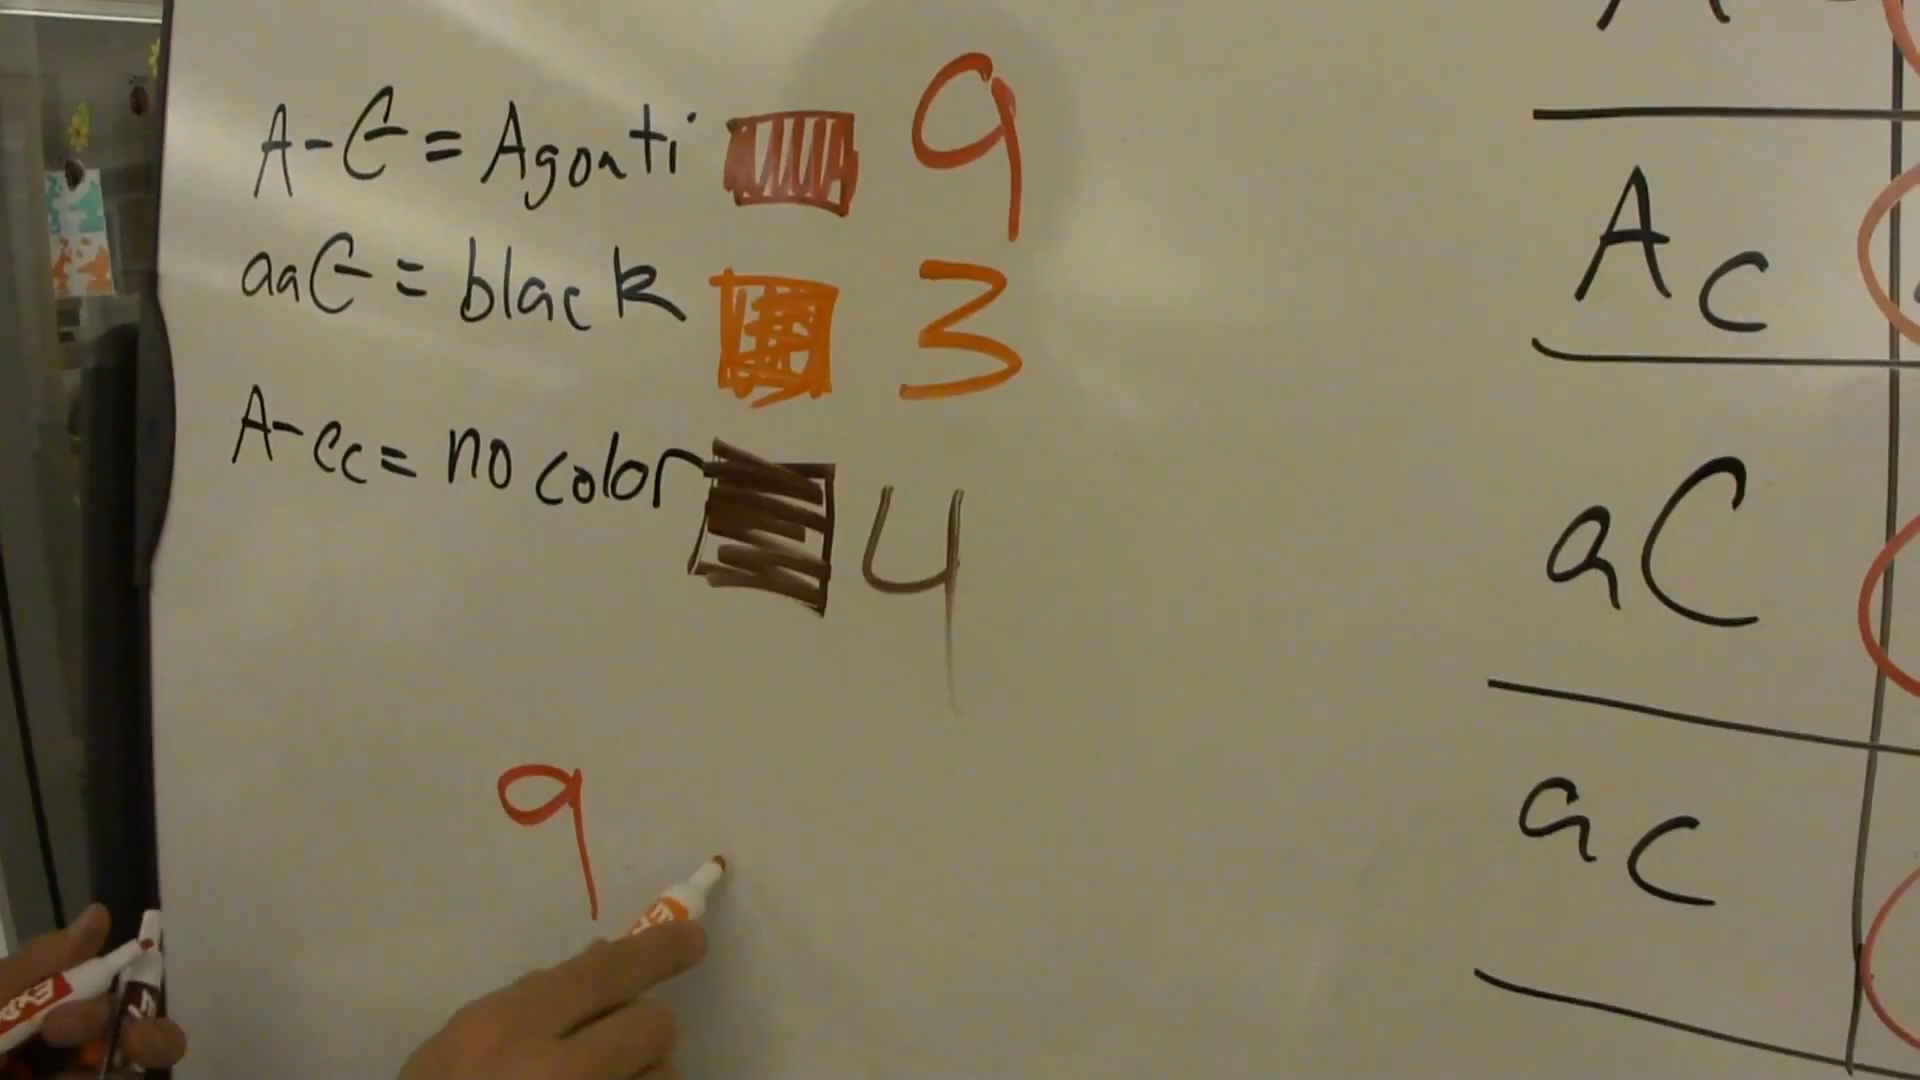 A-C- = Agouti 9
aaC- = black 3
A-cc = no color 4
9
A
Ac
aC
ac